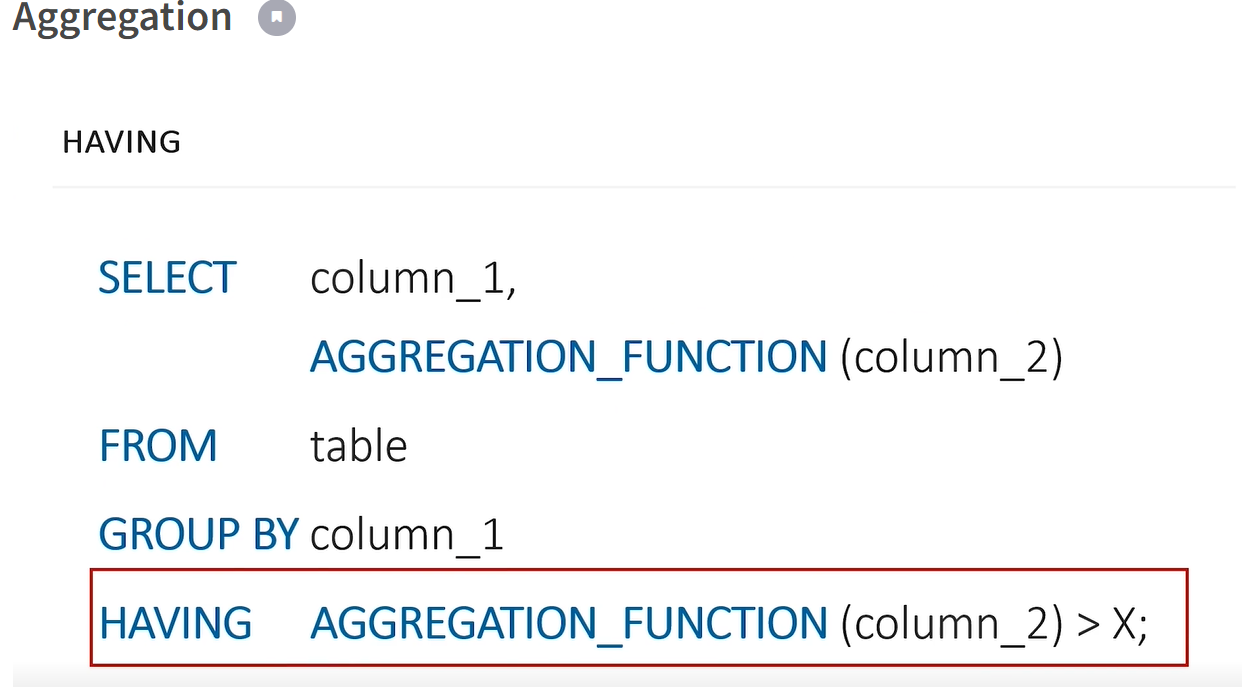 Aggregation
HAVING
SELECT column_1,
AGGREGATION_FUNCTION (column_2)
FROM table
GROUP BY column_1
HAVING AGGREGATION_FUNCTION (column_2) > X;